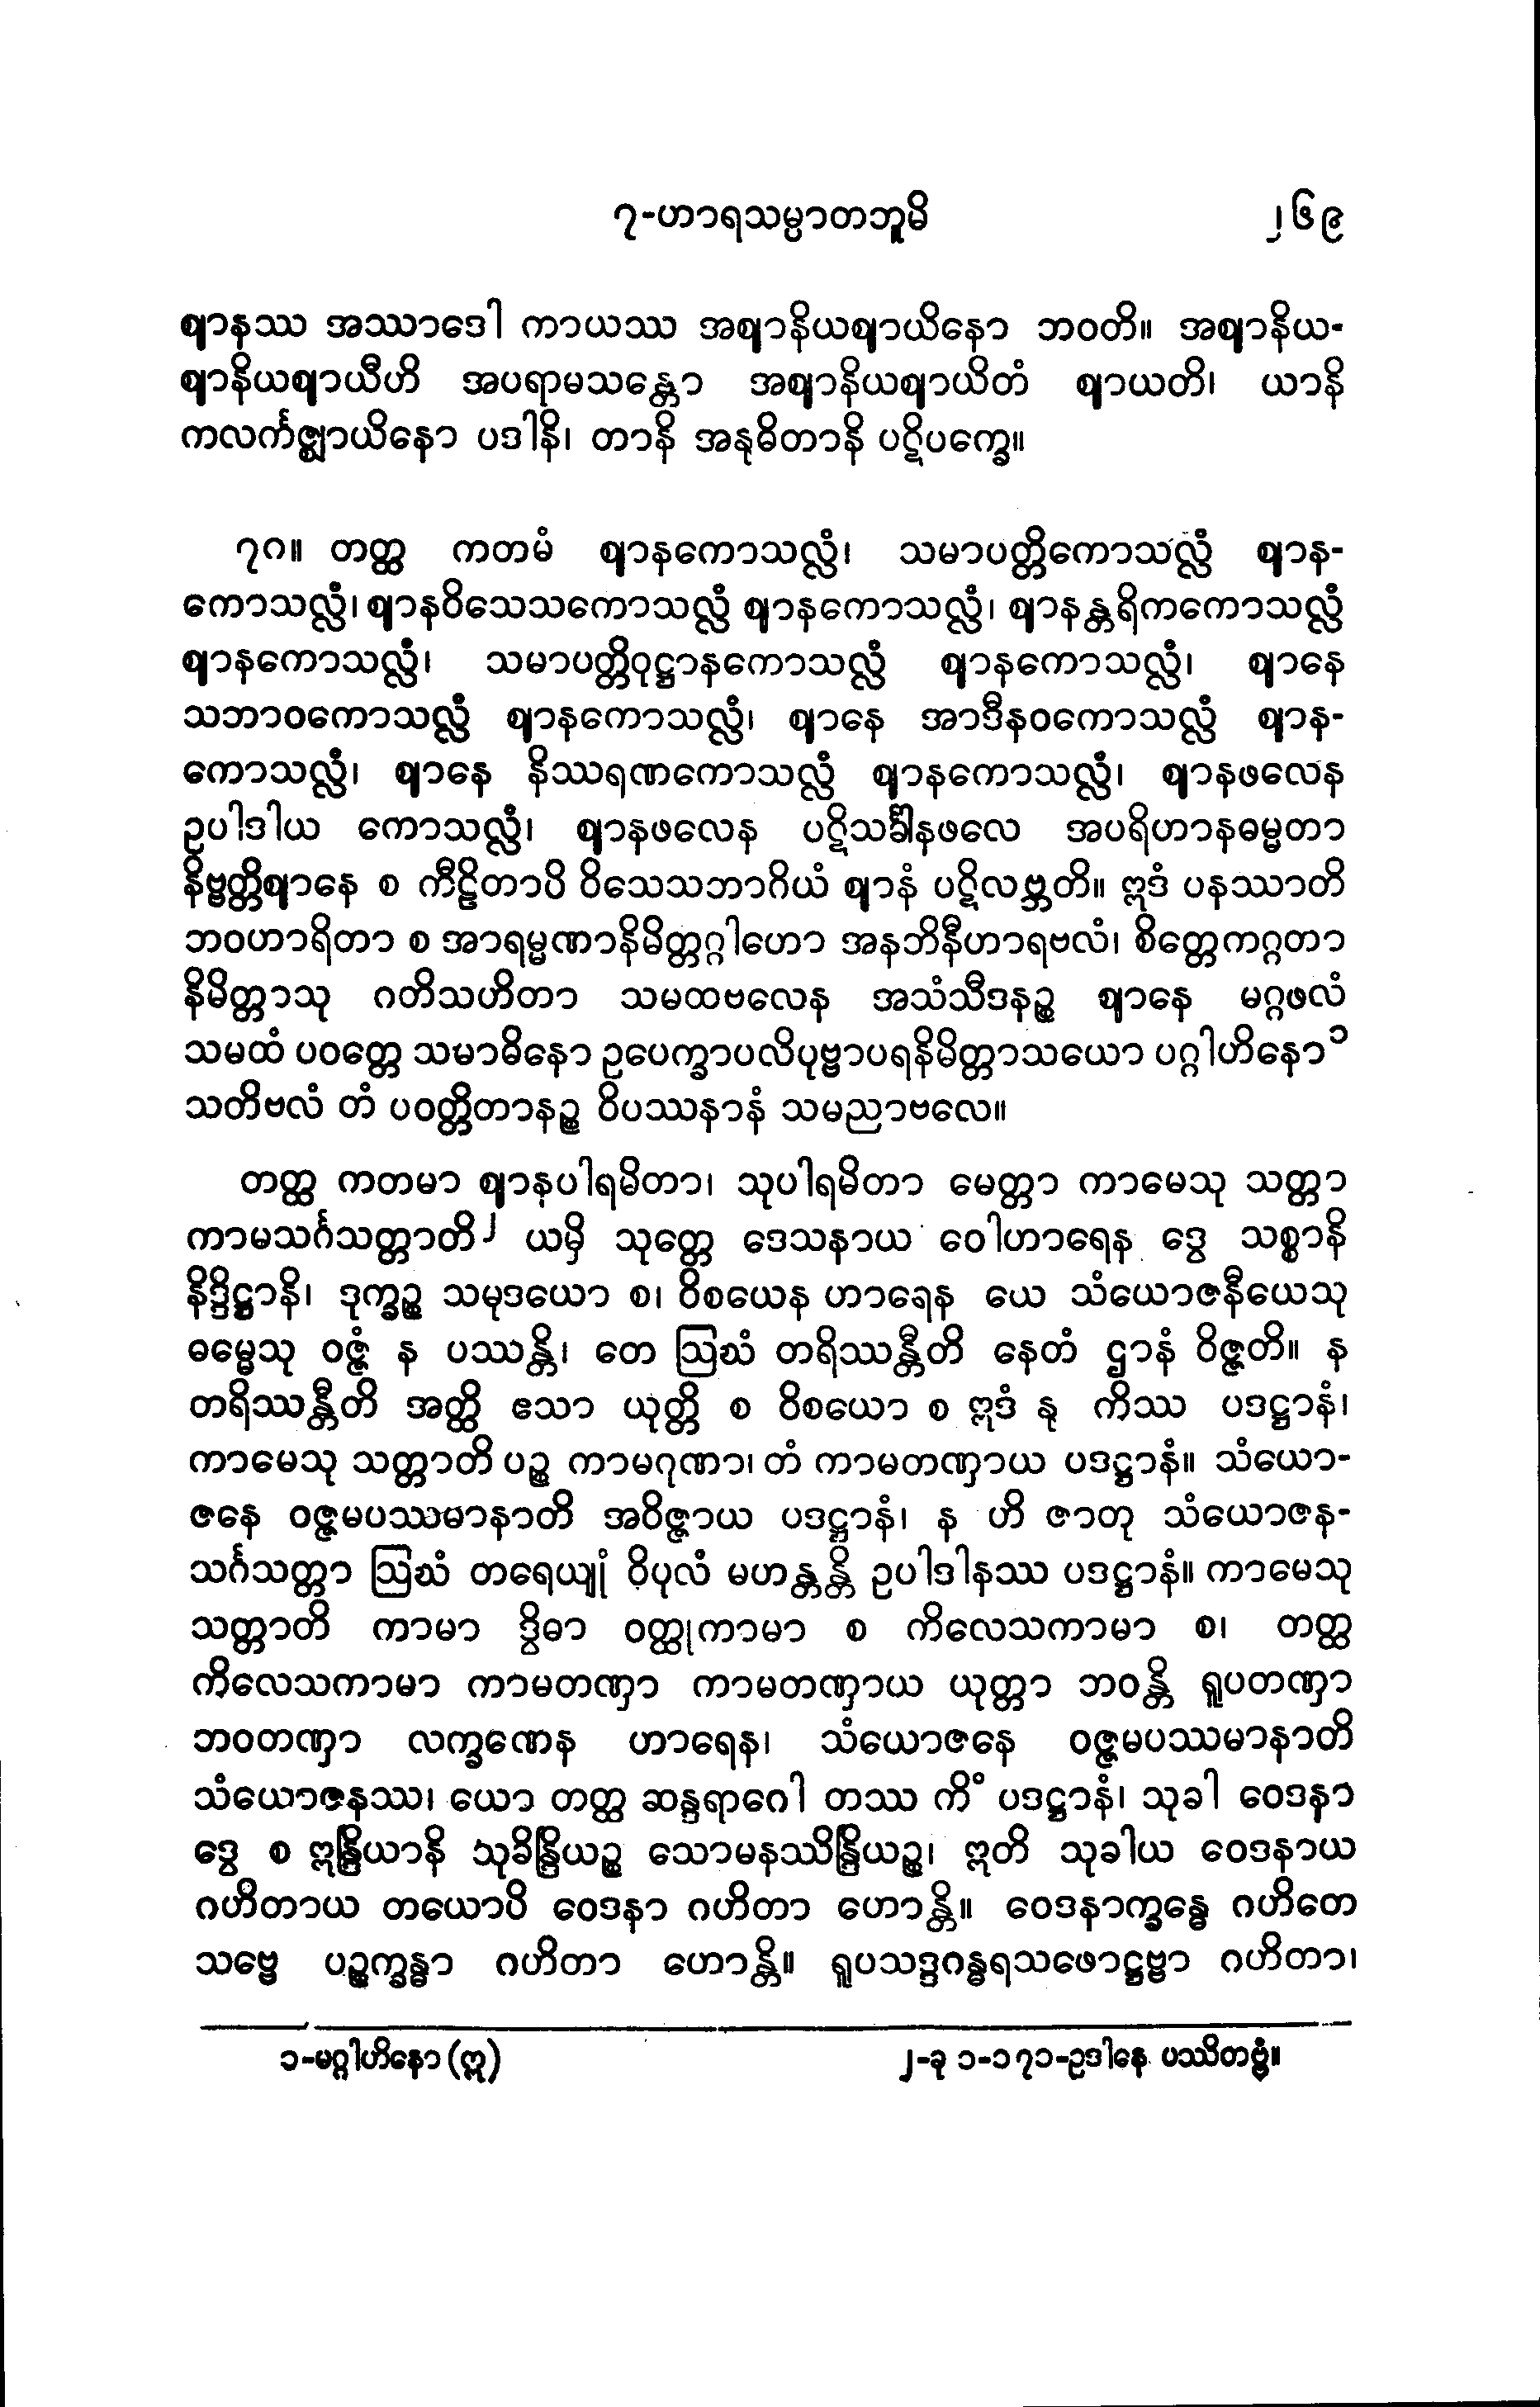 ၇-ဟာရသမ္ပာတဘူမိ ၂၆၉
ဈာနဿ အဿာဒေါ ကာယဿ အဈာနိယဈာယိနော ဘဝတိ။ အဈာနိယ-
ဈာနိယဈာယီဟိ အပရာမသန္တော အဈာနိယဈာယိတံ ဈာယတိ၊ ယာနိ
ကလင်္ကဇ္ဈာယိနော ပဒါနိ၊ တာနိ အနုဓိတာနိ ပဋိပက္ခေ။
၇၈။ တတ္ထ ကတမံ ဈာနကောသလ္လံ၊ သမာပတ္တိကောသလ္လံ ဈာန-
ကောသလ္လံ၊ ဈာနဝိသေသကောသလ္လံ ဈာနကောသလ္လံ၊ ဈာနန္တရိကကောသလ္လံ
ဈာနကောသလ္လံ၊ သမာပတ္တိဝုဋ္ဌာနကောသလ္လံ ဈာနကောသလ္လံ၊ ဈာနေ
သဘာဝကောသလ္လံ ဈာနကောသလ္လံ၊ ဈာနေ အာဒီနဝကောသလ္လံ ဈာန-
ကောသလ္လံ၊ ဈာနေ နိဿရဏကောသလ္လံ ဈာနကောသလ္လံ၊ ဈာနဖလေန
ဥပါဒါယ ကောသလ္လံ၊ ဈာနဖလေန ပဋိသင်္ခါနဖလေ အပရိဟာနဓမ္မတာ
နိဗ္ဗတ္တိဈာနေ စ ကီဠိတာပိ ဝိသေသဘာဂိယံ ဈာနံ ပဋိလဗ္ဘတိ။ ဣဒံ ပနဿာတိ
ဘဝဟာရိတာ စ အာရမ္မဏာနိမိတ္တဂ္ဂါဟော အနဘိနီဟာရဗလံ၊ စိတ္တေကဂ္ဂတာ
နိမိတ္တာသု ဂတိသဟိတာ သမထဗလေန အသံသီဒနဉ္စ ဈာနေ မဂ္ဂဖလံ
သမထံ ပဝတ္တေ သမာဓိနော ဥပေက္ခာပလိပုဗ္ဗာပရနိမိတ္တာသယော ပဂ္ဂါဟိနော၁
သတိဗလံ တံ ပဝတ္တိတာနဉ္စ ဝိပဿနာနံ သမညာဗလေ။
တတ္ထ ကတမာ ဈာနပါရမိတာ၊ သုပါရမိတာ မေတ္တာ ကာမေသု သတ္တာ
ကာမသင်္ဂသတ္တာတိ၂ ယမှိ သုတ္တေ ဒေသနာယ ဝေါဟာရေန ဒွေ သစ္စာနိ
နိဒ္ဒိဋ္ဌာနိ၊ ဒုက္ခဉ္စ သမုဒယော စ၊ ဝိစယေန ဟာရေန ယေ သံယောဇနီယေသု
ဓမ္မေသု ဝဇ္ဇံ န ပဿန္တိ၊ တေ ဩဃံ တရိဿန္တီတိ နေတံ ဌာနံ ဝိဇ္ဇတိ။ န
တရိဿန္တီတိ အတ္ထိ ဧသာ ယုတ္တိ စ ဝိစယော စ ဣဒံ နု ကိဿ ပဒဋ္ဌာနံ၊
ကာမေသု သတ္တာတိ ပဉ္စ ကာမဂုဏာ၊ တံ ကာမတဏှာယ ပဒဋ္ဌာနံ။ သံယော-
ဇနေ ဝဇ္ဇမပဿမာနာတိ အဝိဇ္ဇာယ ပဒဋ္ဌာနံ၊ န ဟိ ဇာတု သံယောဇန-
သင်္ဂသတ္တာ ဩဃံ တရေယျုံ ဝိပုလံ မဟန္တန္တိ ဥပါဒါနဿ ပဒဋ္ဌာနံ။ ကာမေသု
သတ္တာတိ ကာမာ ဒွိဓာ ဝတ္ထုကာမာ စ ကိလေသကာမာ စ၊ တတ္ထ
ကိလေသကာမာ ကာမတဏှာ ကာမတဏှာယ ယုတ္တာ ဘဝန္တိ ရူပတဏှာ
ဘဝတဏှာ လက္ခဏေန ဟာရေန၊ သံယောဇနေ ဝဇ္ဇမပဿမာနာတိ
သံယောဇနဿ၊ ယော တတ္ထ ဆန္ဒရာဂေါ တဿ ကိံ ပဒဋ္ဌာနံ၊ သုခါ ဝေဒနာ
ဒွေ စ ဣန္ဒြိယာနိ သုခိန္ဒြိယဉ္စ သောမနဿိန္ဒြိယဉ္စ၊ ဣတိ သုခါယ ဝေဒနာယ
ဂဟိတာယ တယောပိ ဝေဒနာ ဂဟိတာ ဟောန္တိ။ ဝေဒနာက္ခန္ဓေ ဂဟိတေ
သဗ္ဗေ ပဉ္စက္ခန္ဓာ ဂဟိတာ ဟောန္တိ။ ရူပသဒ္ဒဂန္ဓရသဖောဋ္ဌဗ္ဗာ ဂဟိတာ၊
၁-မဂ္ဂါဟိနော (ဣ) ၂-ခု ၁-၁၇၁-ဥဒါနေ ပဿိတဗ္ဗံ။